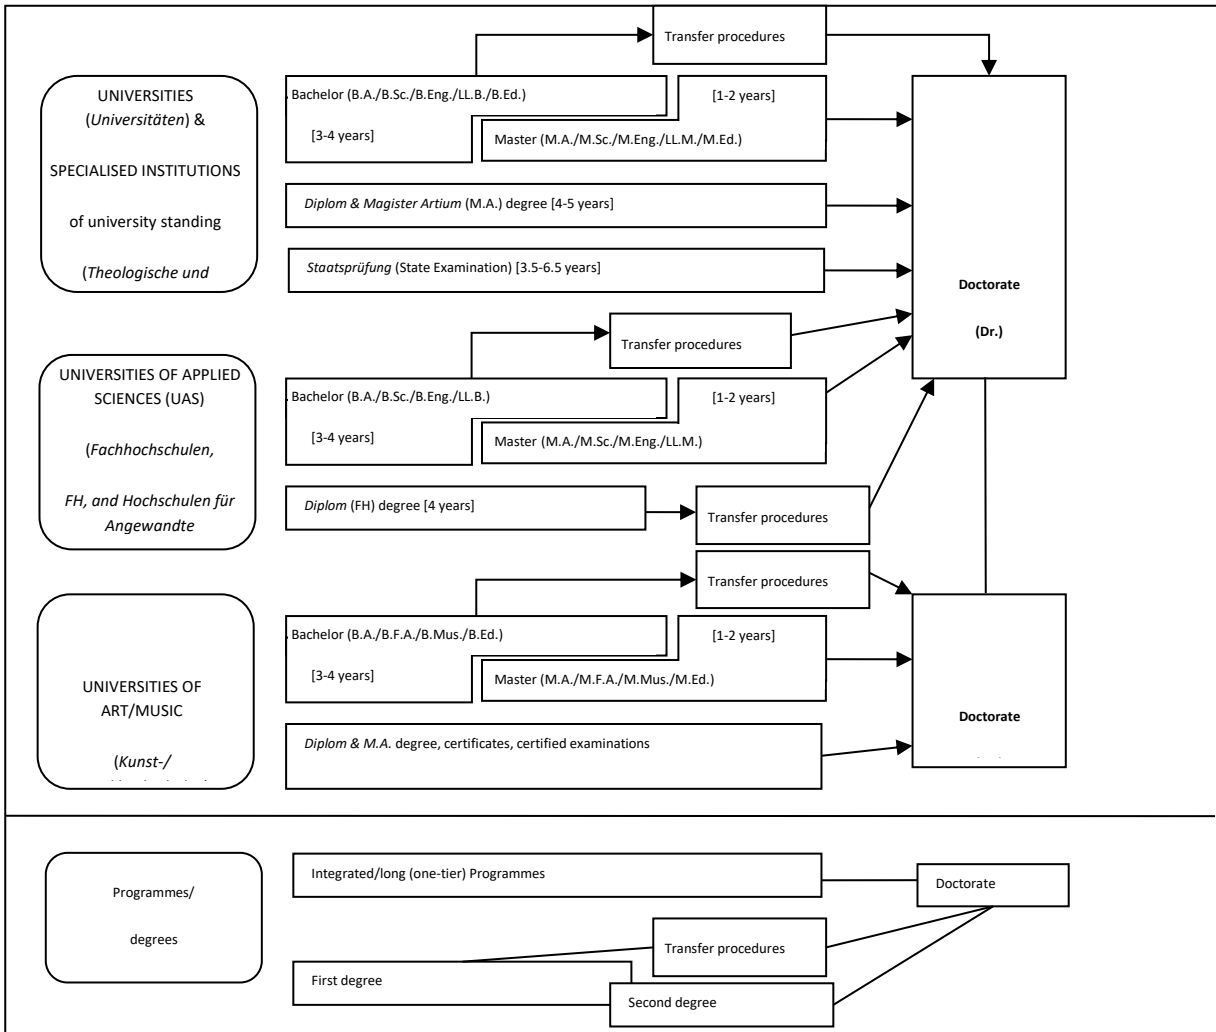 Transfer procedures
UNIVERSITIES
(Universitäten) &
SPECIALISED INSTITUTIONS
of university standing
(Theologische und
Bachelor (B.A./B.Sc./B.Eng./LL.B./B.Ed.)
[3-4 years]
[1-2 years]
Master (M.A./M.Sc./M.Eng./LL.M./M.Ed.)
Diplom & Magister Artium (M.A.) degree [4-5 years]
Staatsprüfung (State Examination) [3.5-6.5 years]
Doctorate
(Dr.)
Transfer procedures
UNIVERSITIES OF APPLIED
SCIENCES (UAS)
(Fachhochschulen,
FH, and Hochschulen für
Angewandte
Bachelor (B.A./B.Sc./B.Eng./LL.B.)
[3-4 years]
[1-2 years]
Master (M.A./M.Sc./M.Eng./LL.M.)
Diplom (FH) degree [4 years]
Transfer procedures
Transfer procedures
UNIVERSITIES OF
ART/MUSIC
(Kunst-/
Bachelor (B.A./B.F.A./B.Mus./B.Ed.)
[3-4 years]
[1-2 years]
Master (M.A./M.F.A./M.Mus./M.Ed.)
Diplom & M.A. degree, certificates, certified examinations
Doctorate
Programmes/
degrees
Integrated/long (one-tier) Programmes
Doctorate
Transfer procedures
First degree
Second degree